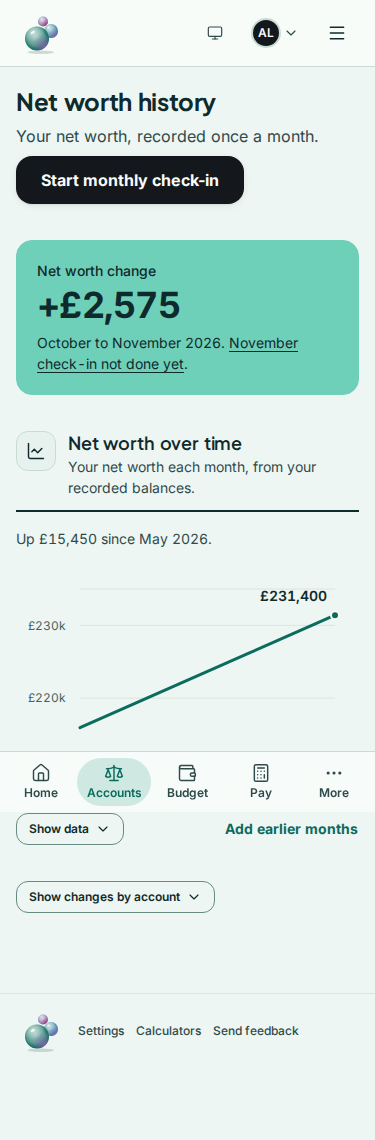 AL
Net worth history
Your net worth, recorded once a month.
Start monthly check-in
Net worth change
+£2,575
October to November 2026. November
check-in not done yet.
Net worth over time
Your net worth each month, from your
recorded balances.
Up £15,450 since May 2026.
£231,400
£230k
£220k
Home
Accounts
Budget
Pay
More
Show data
Add earlier months
Show changes by account
Settings
Calculators
Send feedback